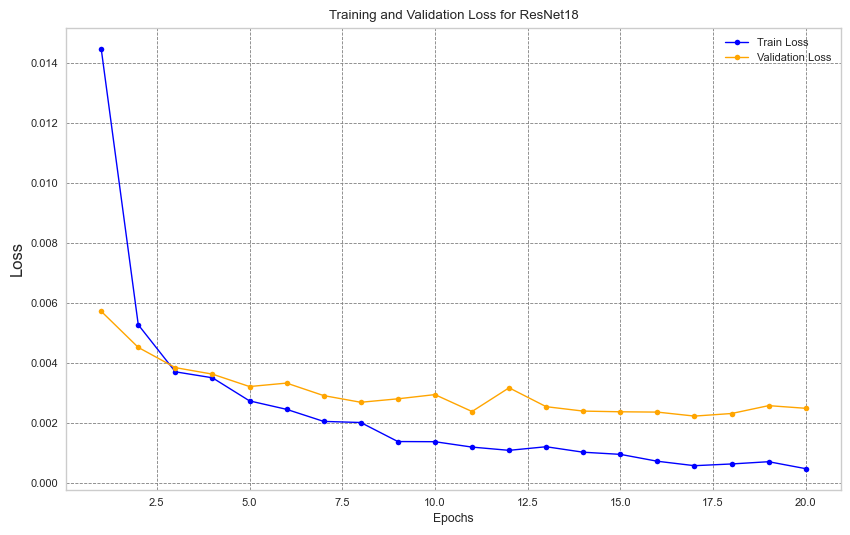 Training and Validation Loss for ResNet18
Train Loss
Validation Loss
0.014
0.012
0.010
0.008
0.006
0.004
0.002
0.000
Loss
2.5 5.0 7.5 10.0 12.5 15.0 17.5 20.0
Epochs